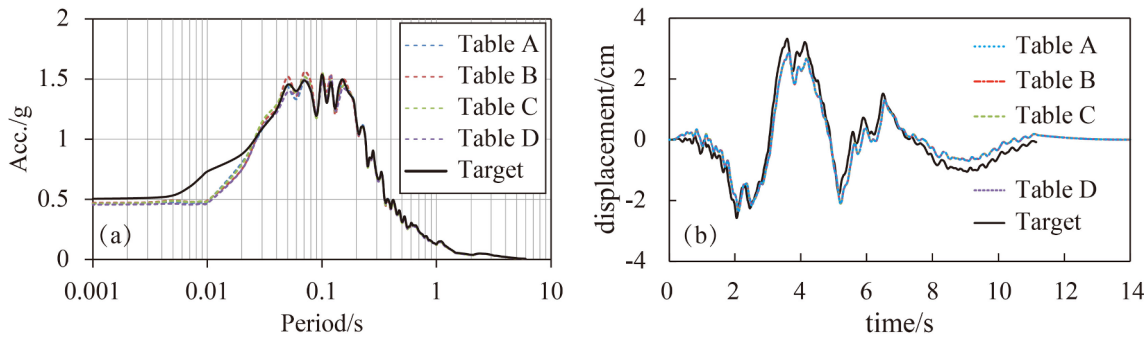 2
1.5
1
0.5
0
Acc./g
0.001
0.01
0.1
1
10
Period/s
(a)
Table A
Table B
Table C
Table D
Target
4
2
0
-2
-4
displacement/cm
0
2
4
6
8
10
12
14
time/s
(b)
Table A
Table B
Table C
Table D
Target